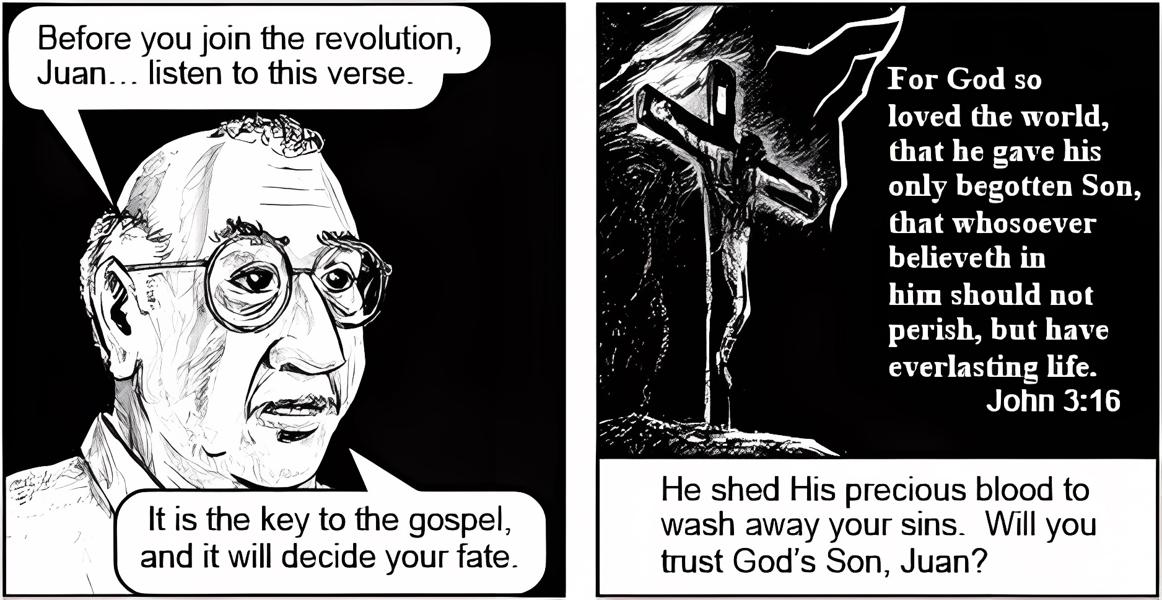 Before you join the revolution,
Juan... listen to this verse.
It is the key to the gospel,
and it will decide your fate.
For God so
loved the world,
that he gave his
only begotten Son,
that whosoever
believeth in
him should not
perish, but have
everlasting life.
John 3:16
He shed His precious blood to
wash away your sins.  Will you
trust God's Son, Juan?